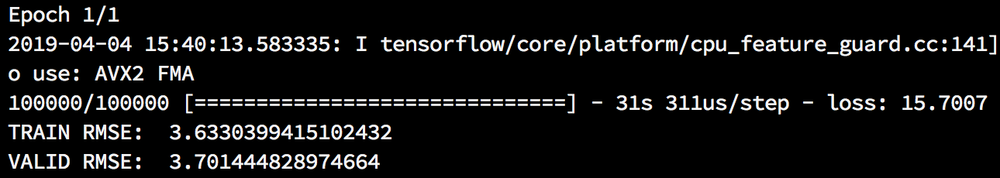 Epoch 1/1
2019-04-04 15:40:13.583335: I tensorflow/core/platform/cpu_feature_guard.cc:141]
o use: AVX2 FMA
100000/100000 [==============================] - 31s 311us/step - loss: 15.7007
TRAIN RMSE:  3.6330399415102432
VALID RMSE:  3.701444828974664